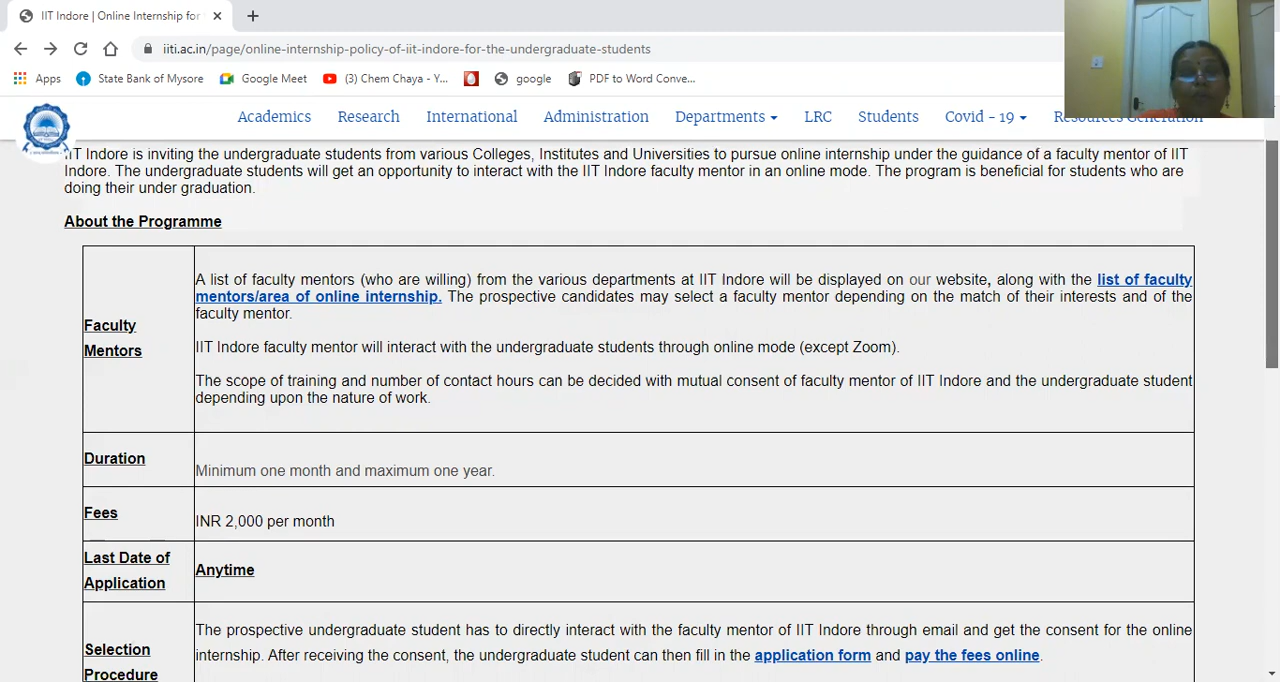 IIT Indore | Online Internship for
iiti.ac.in/page/online-internship-policy-of-iit-indore-for-the-undergraduate-students
Apps State Bank of Mysore Google Meet (3) Chem Chaya - Y... google PDF to Word Conve...
Academics Research International Administration Departments LRC Students Covid - 19 Resources Generation
IIT Indore is inviting the undergraduate students from various Colleges, Institutes and Universities to pursue online internship under the guidance of a faculty mentor of IIT
Indore. The undergraduate students will get an opportunity to interact with the IIT Indore faculty mentor in an online mode. The program is beneficial for students who are
doing their under graduation.
About the Programme
Faculty
Mentors
A list of faculty mentors (who are willing) from the various departments at IIT Indore will be displayed on our website, along with the list of faculty
mentors/area of online internship. The prospective candidates may select a faculty mentor depending on the match of their interests and of the
faculty mentor.
IIT Indore faculty mentor will interact with the undergraduate students through online mode (except Zoom).
The scope of training and number of contact hours can be decided with mutual consent of faculty mentor of IIT Indore and the undergraduate student
depending upon the nature of work.
Duration
Minimum one month and maximum one year.
Fees
INR 2,000 per month
Last Date of
Application
Anytime
Selection
Procedure
The prospective undergraduate student has to directly interact with the faculty mentor of IIT Indore through email and get the consent for the online
internship. After receiving the consent, the undergraduate student can then fill in the application form and pay the fees online.